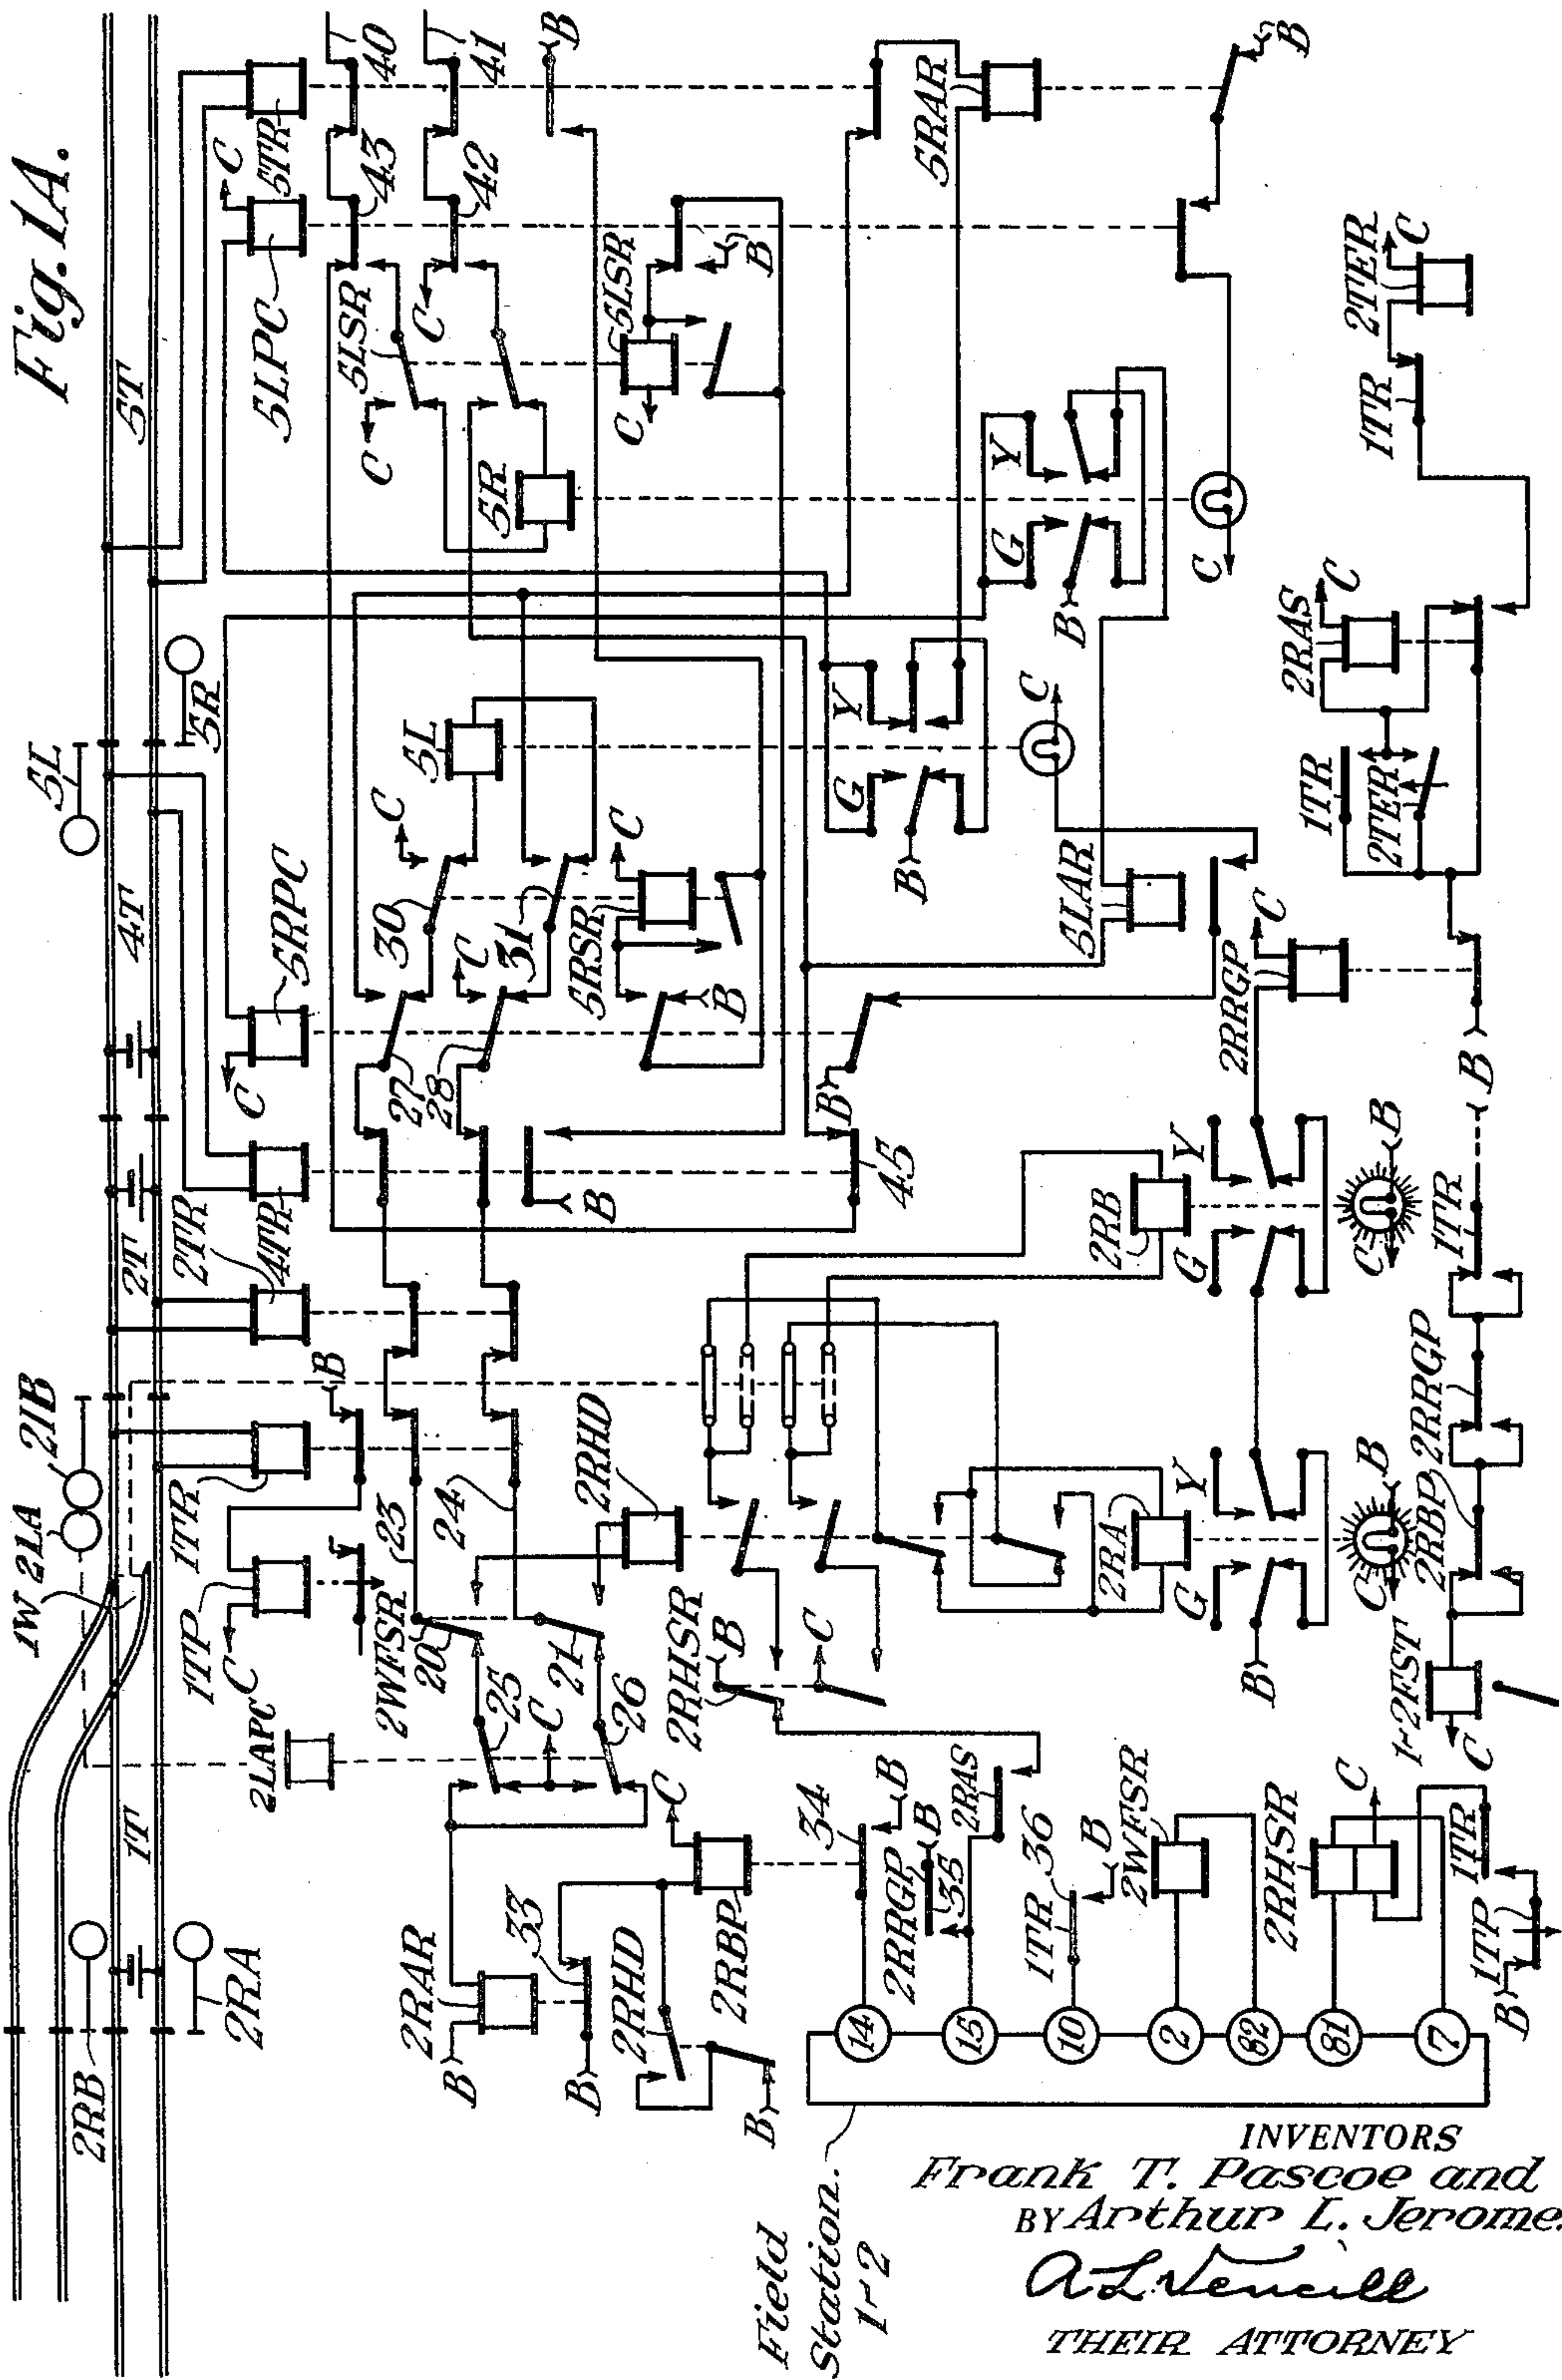 Fig. 1A.
5L
5R
5T
4T
2T
1T
1W
2LA
2LB
2RB
2RA
5TR
5LPC
C
5RPC
C
4TR
2TR
1TR
1TP
C
B
2LAPC
40
43
41
42
B
5LSR
C
C
5LSR
C
B
5R
5L
C
30
31
C
27
28
5RSR
C
B
B
23
24
2WFSR
20
21
25
26
C
2RHD
2RHSR
B
C
2RAR
B
33
B
2RHD
B
2RBP
C
34
B
2RRGP
B
35
2RAS
1TR
36
B
2WFSR
2RHSR
C
1TR
1TP
B
14
15
10
2
82
81
7
Field
Station.
1-2
5RAR
B
G
Y
B
C
G
Y
B
C
5LAR
B
45
2RB
G
Y
C
B
2RA
G
Y
B
C
B
2RRGP
C
B
2RAS
C
1TR
2TER
1TR
2TER
C
1TR
B
2RRGP
2RBP
1-2FST
C
INVENTORS
Frank T. Pascoe and
BY Arthur L. Jerome.
A. L. Vencill
THEIR ATTORNEY